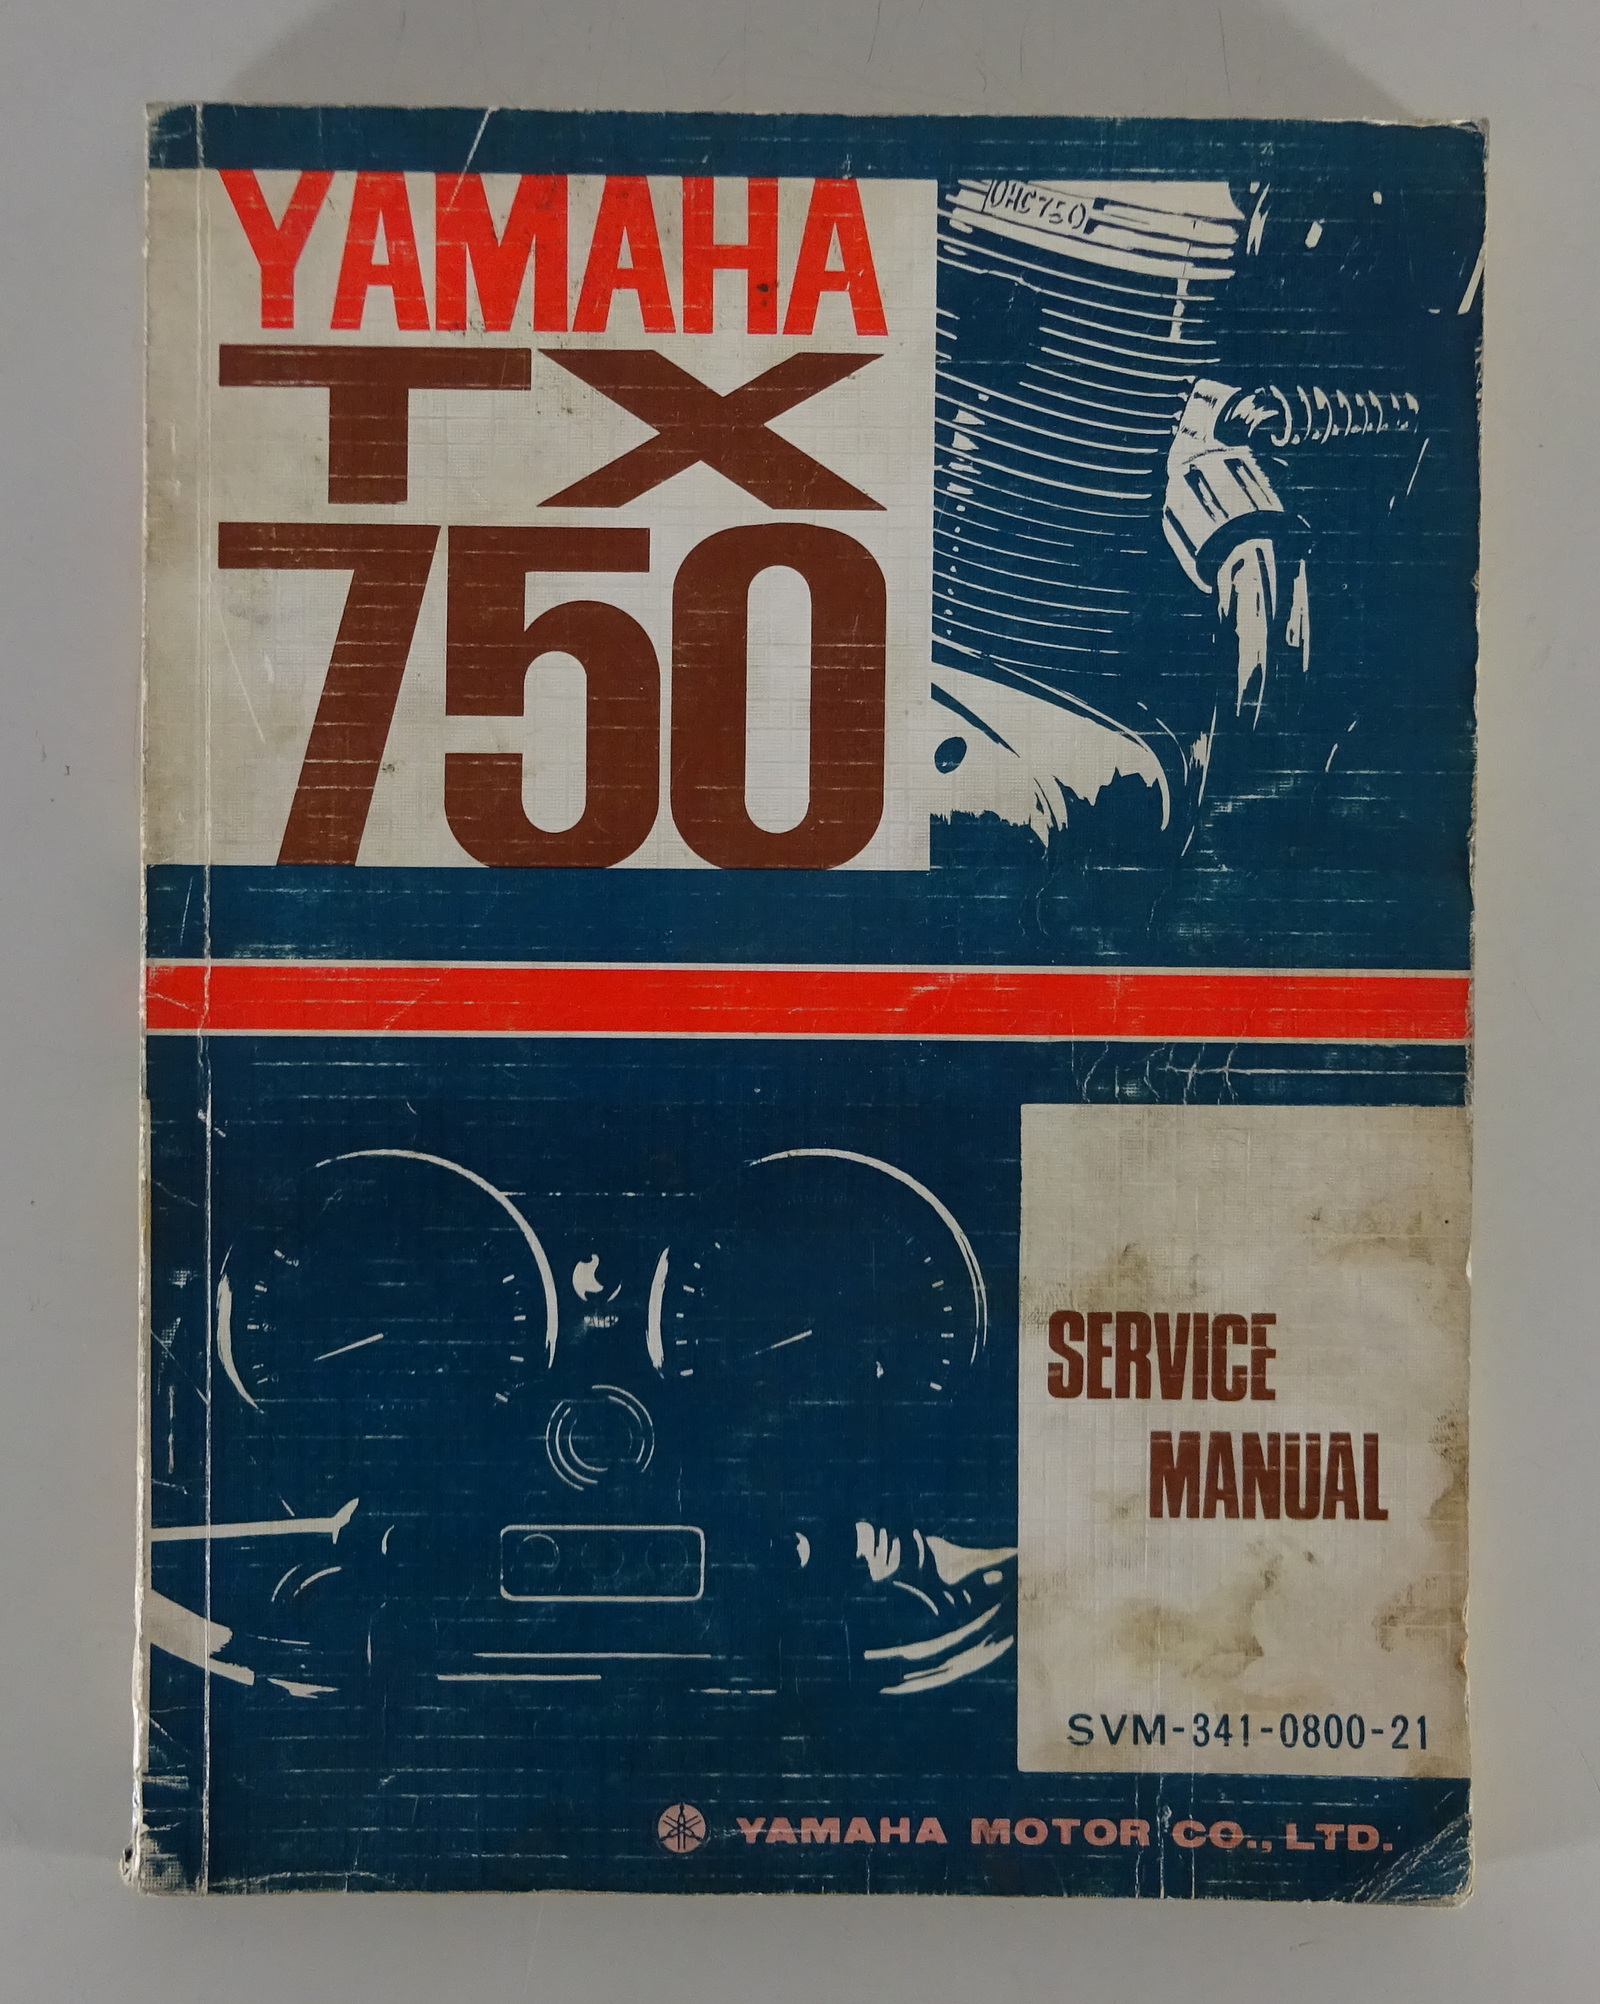 YAMAHA
TX
750
OHC750
SERVICE
MANUAL
SVM-341-0800-21
YAMAHA MOTOR CO., LTD.